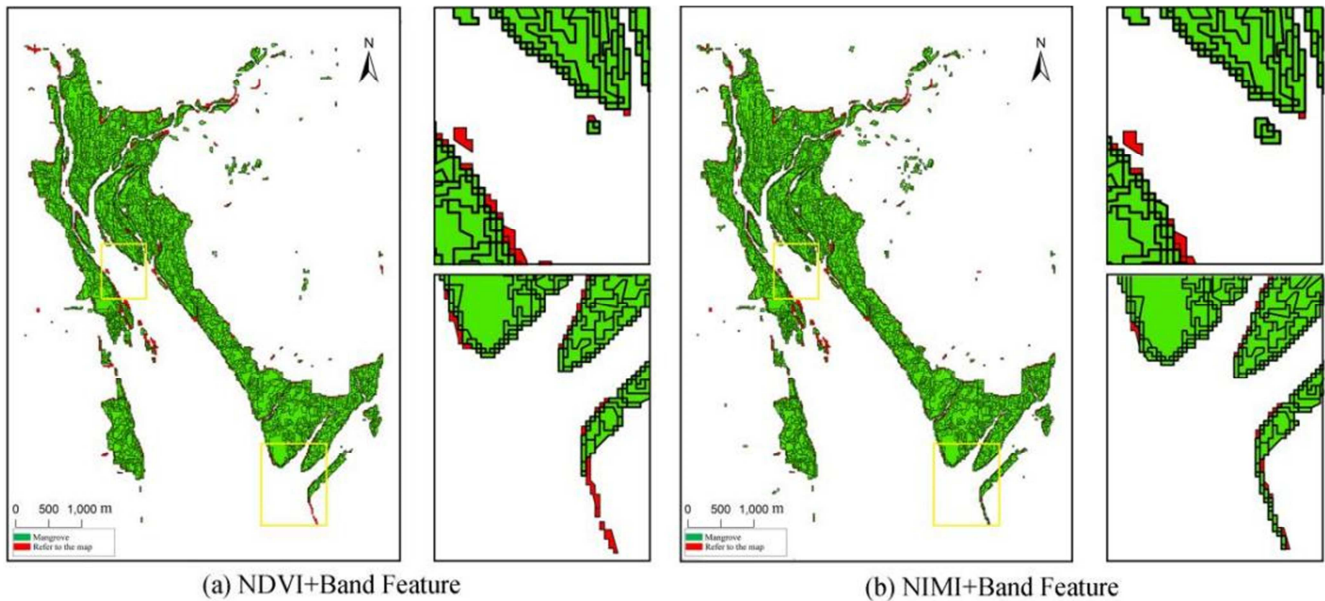 N
0 500 1,000 m
Mangrove
Refer to the map
(a) NDVI+Band Feature
N
0 500 1,000 m
Mangrove
Refer to the map
(b) NIMI+Band Feature